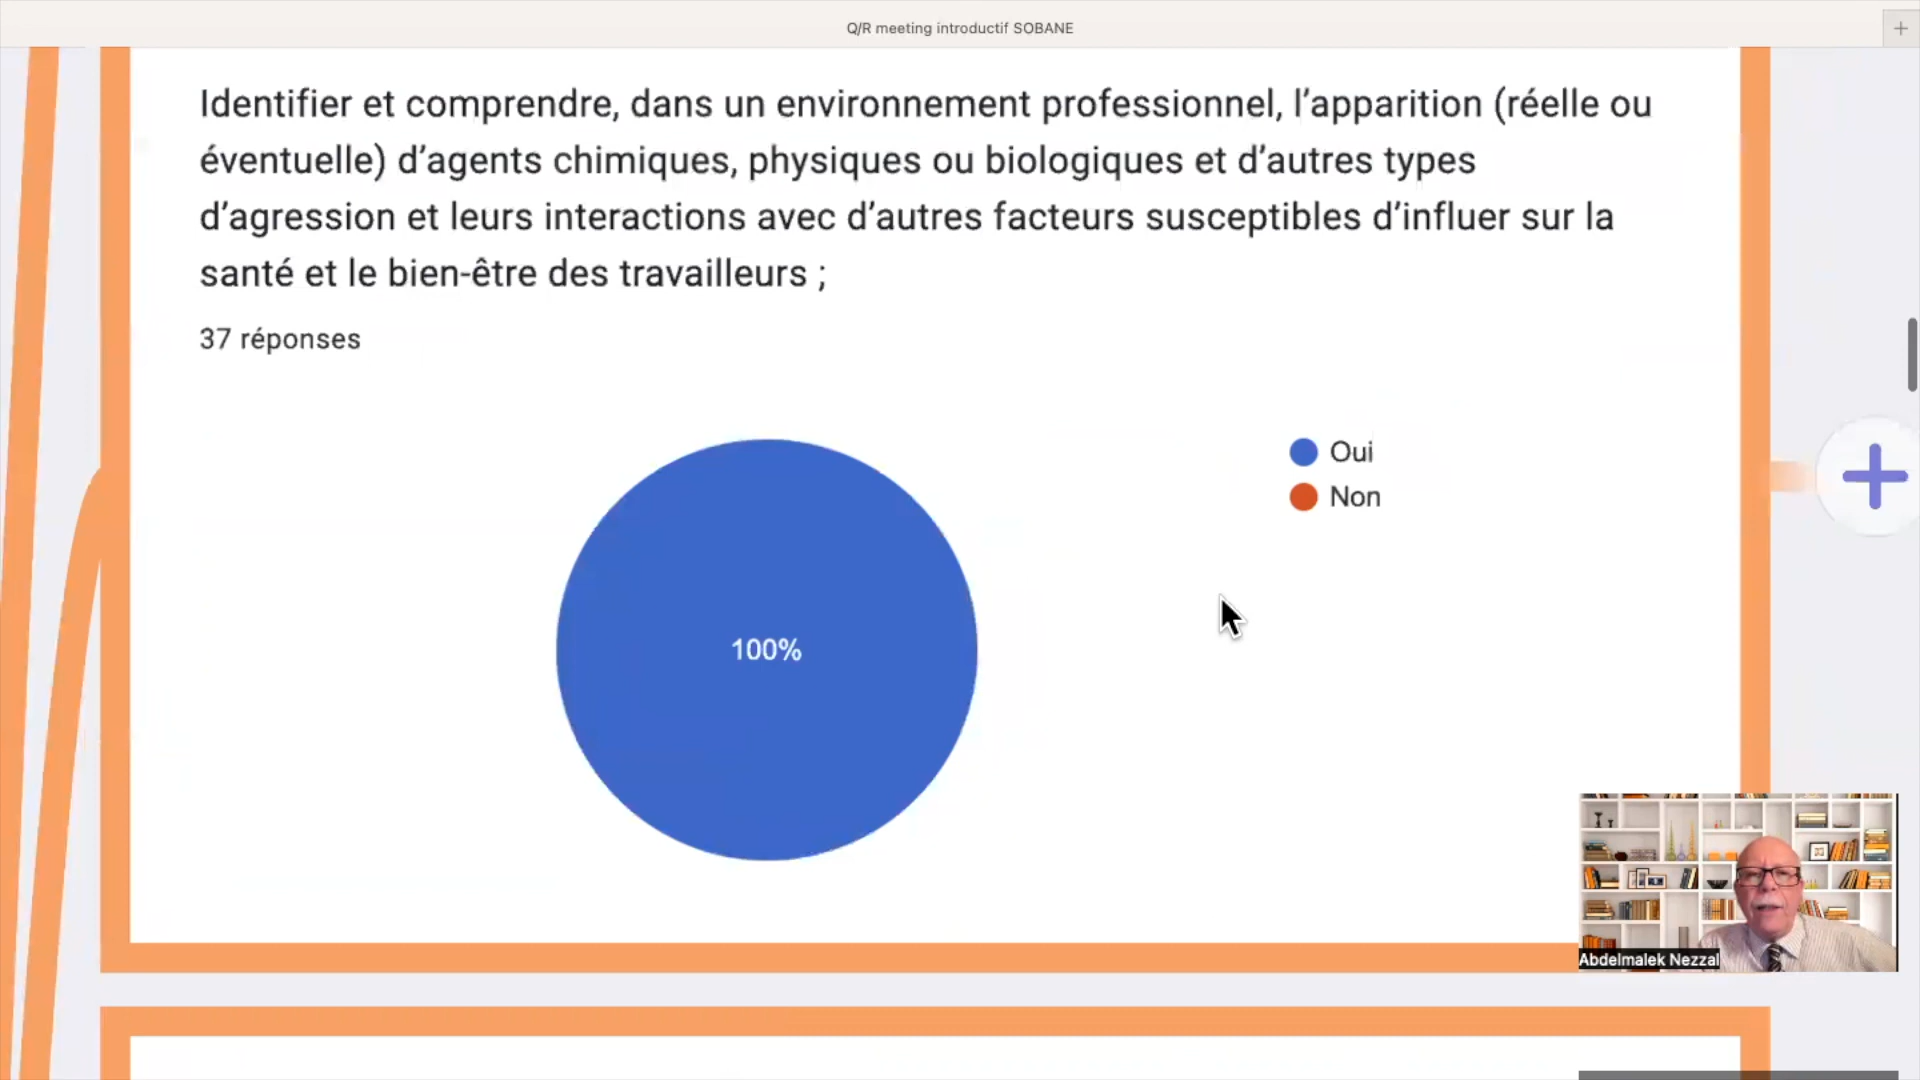 Q/R meeting introductif SOBANE
Identifier et comprendre, dans un environnement professionnel, l’apparition (réelle ou
éventuelle) d’agents chimiques, physiques ou biologiques et d’autres types
d’agression et leurs interactions avec d’autres facteurs susceptibles d’influer sur la
santé et le bien-être des travailleurs ;
37 réponses
Oui
Non
100%
Abdelmalek Nezzal